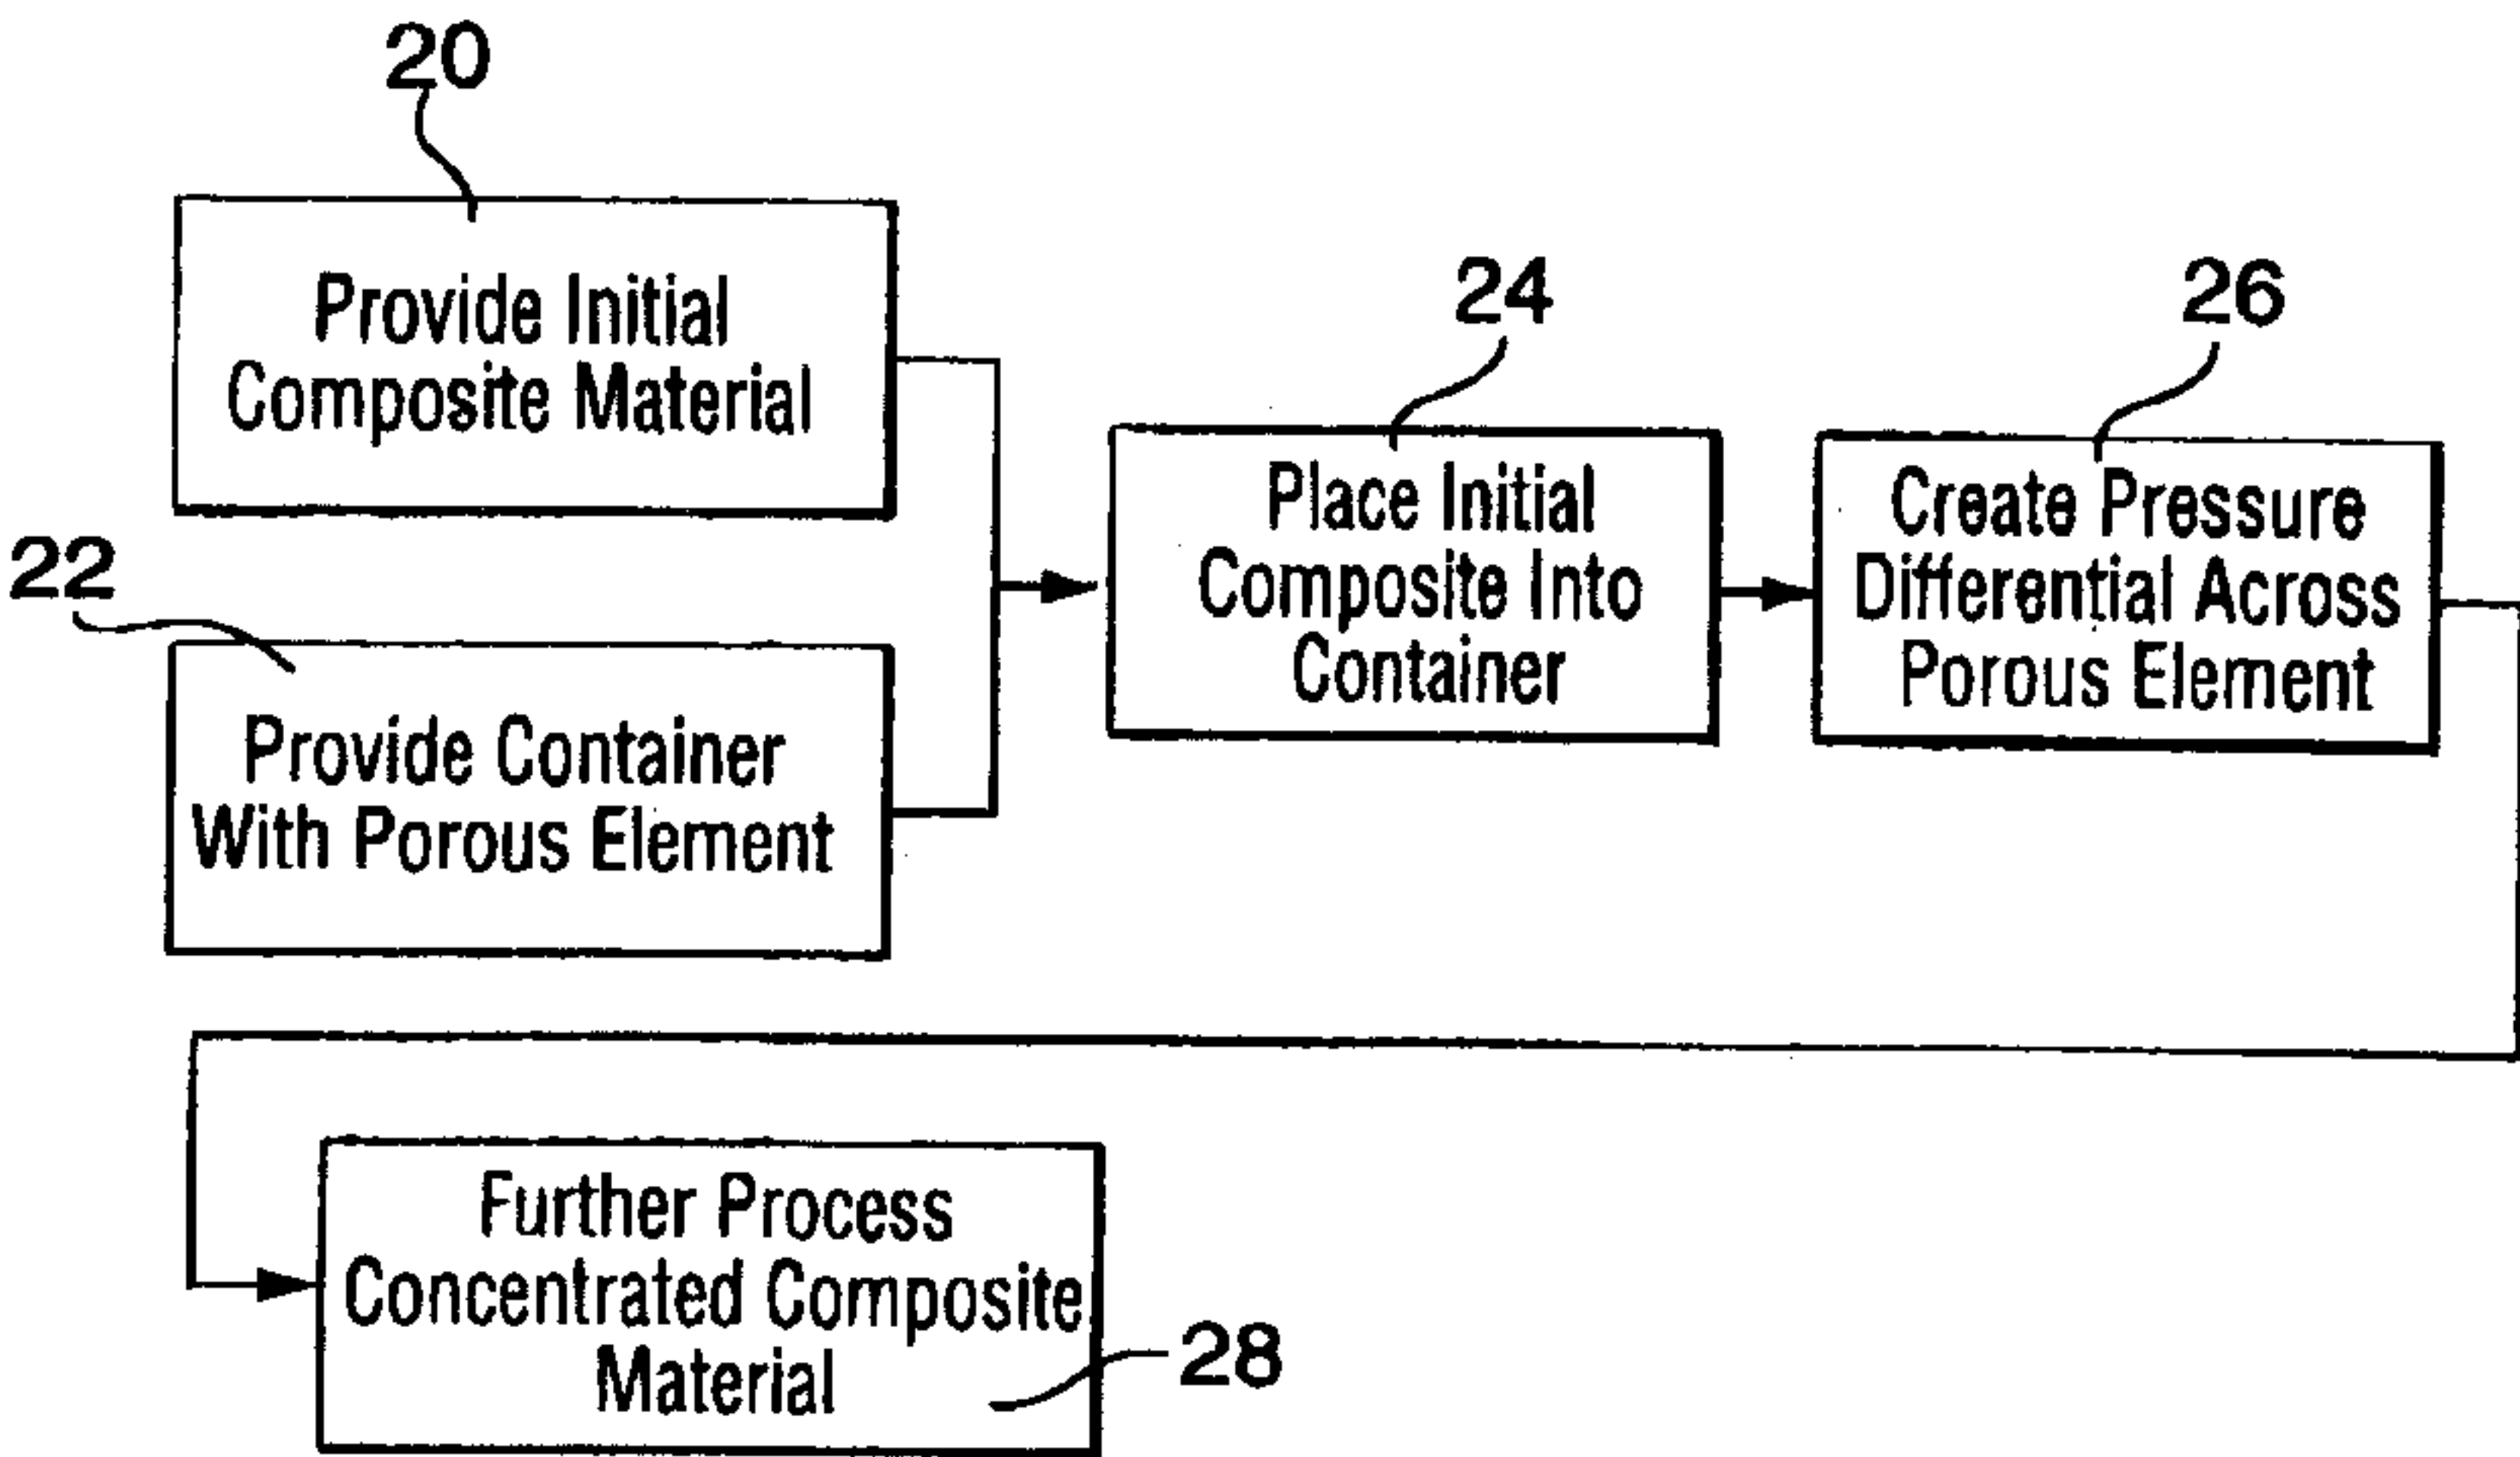 20
Provide Initial
Composite Material
22
Provide Container
With Porous Element
24
Place Initial
Composite Into
Container
26
Create Pressure
Differential Across
Porous Element
Further Process
Concentrated Composite
Material
28